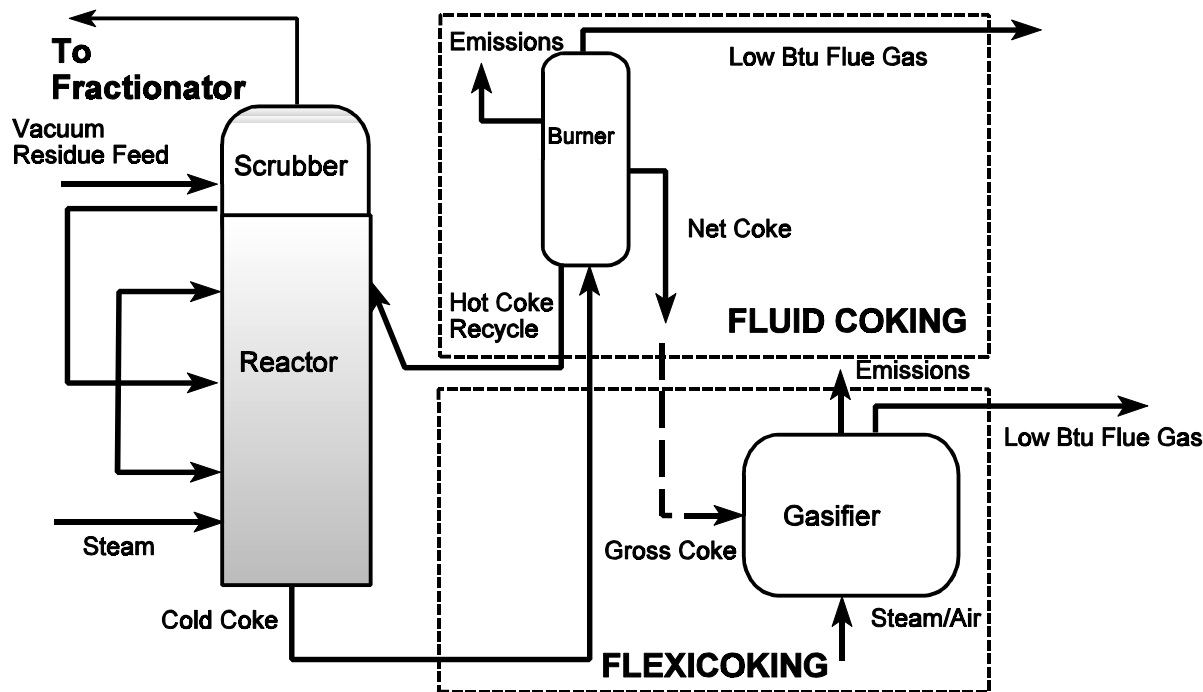 To
Fractionator
Vacuum
Residue Feed
Scrubber
Reactor
Steam
Cold Coke
Emissions
Burner
Low Btu Flue Gas
Net Coke
Hot Coke
Recycle
FLUID COKING
Emissions
Low Btu Flue Gas
Gasifier
Gross Coke
Steam/Air
FLEXICOKING